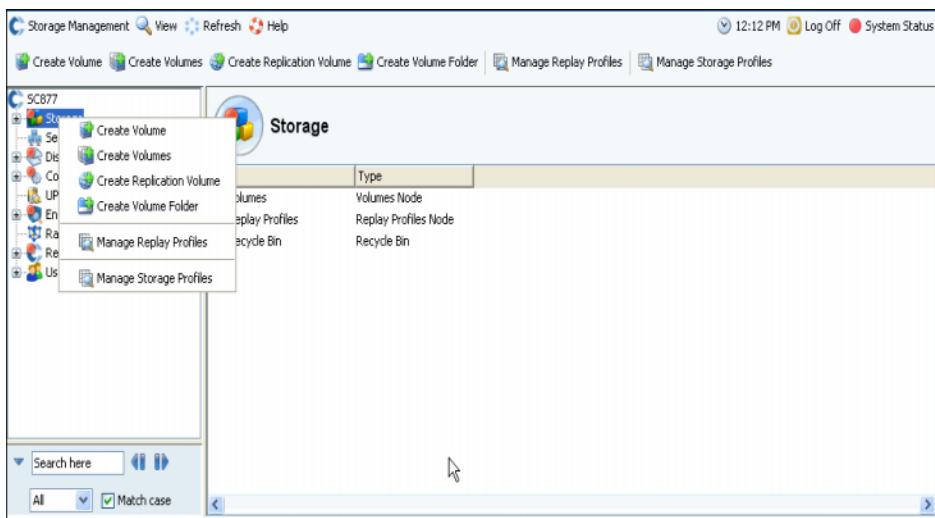 Storage Management View Refresh Help 12:12 PM Log Off System Status
Create Volume Create Volumes Create Replication Volume Create Volume Folder Manage Replay Profiles Manage Storage Profiles
SC877
Create Volume
Create Volumes
Create Replication Volume
Create Volume Folder
Manage Replay Profiles
Manage Storage Profiles
Storage
Type
Volumes Node
Replay Profiles Node
Recycle Bin
Search here
All Match case